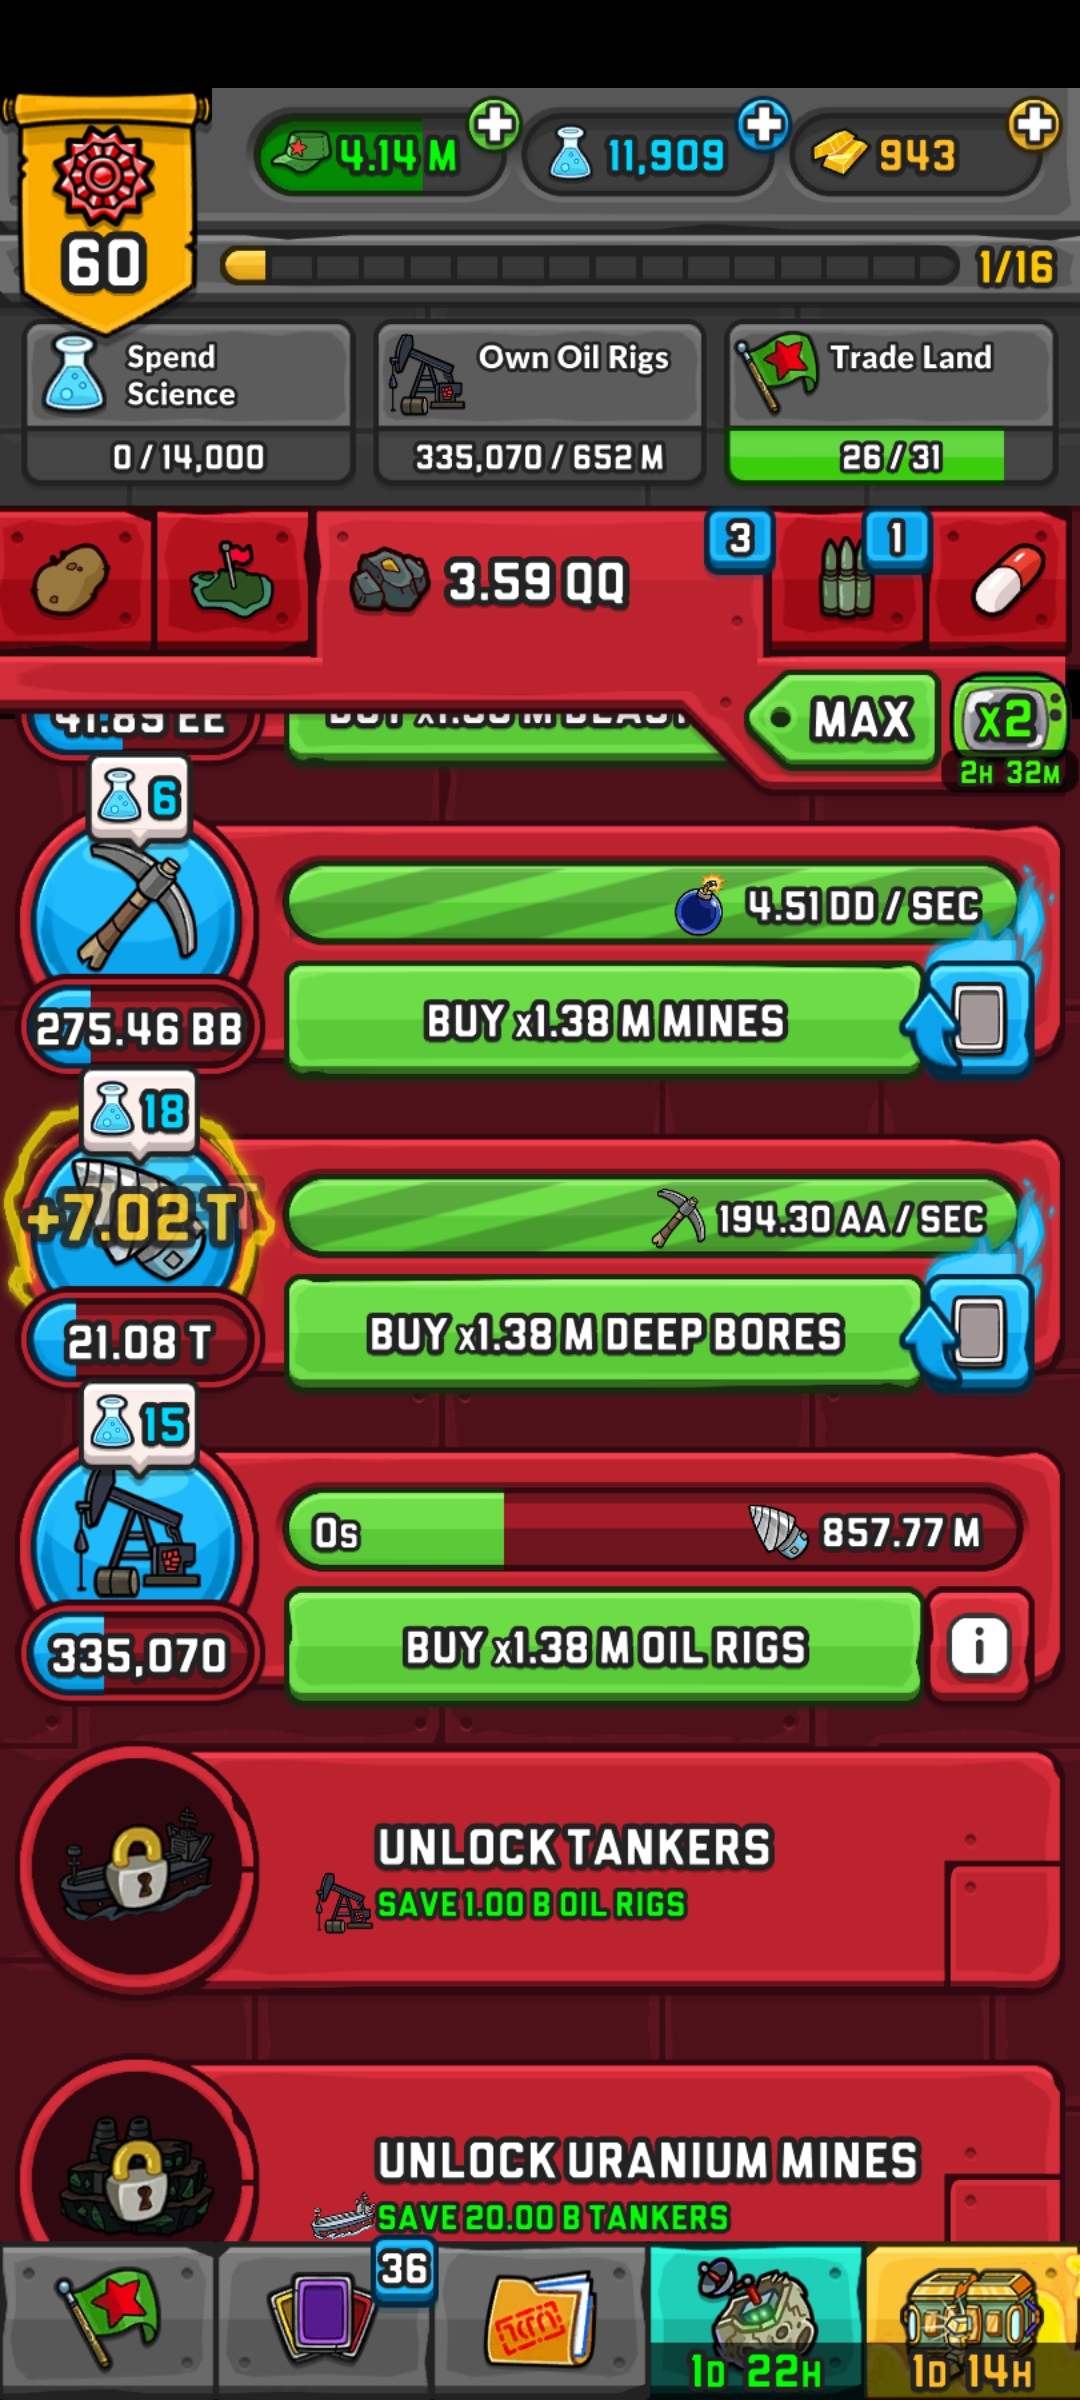 4.14 M
11,909
943
60
1/16
Spend
Science
0 / 14,000
Own Oil Rigs
335,070 / 652 M
Trade Land
26 / 31
3.59 QQ
3
1
MAX
x2
2H 32M
41.89 EE
6
4.51 DD / SEC
275.46 BB
BUY x1.38 M MINES
18
+7.02 T
194.30 AA / SEC
21.08 T
BUY x1.38 M DEEP BORES
15
0s
857.77 M
335,070
BUY x1.38 M OIL RIGS
i
UNLOCK TANKERS
SAVE 1.00 B OIL RIGS
UNLOCK URANIUM MINES
SAVE 20.00 B TANKERS
36
1D 22H
1D 14H